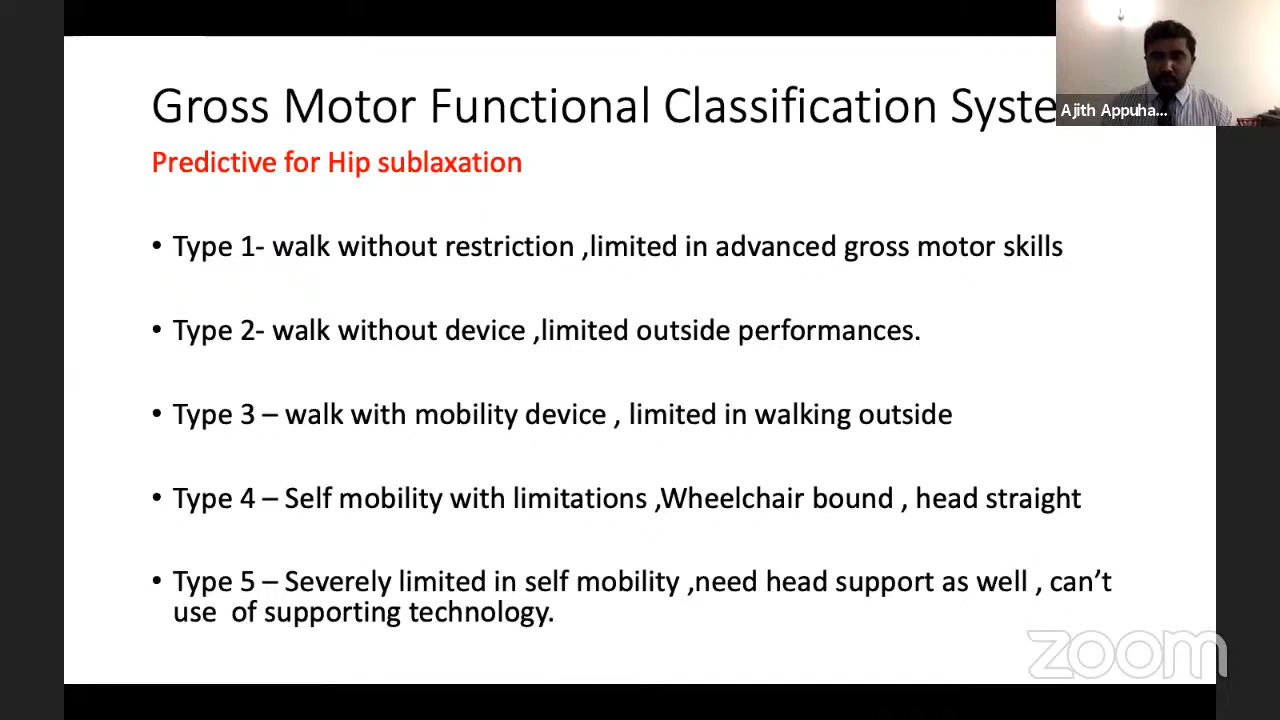 Gross Motor Functional Classification Syste
Ajith Appuha...
Predictive for Hip sublaxation
• Type 1- walk without restriction ,limited in advanced gross motor skills
• Type 2- walk without device ,limited outside performances.
• Type 3 – walk with mobility device , limited in walking outside
• Type 4 – Self mobility with limitations ,Wheelchair bound , head straight
• Type 5 – Severely limited in self mobility ,need head support as well , can’t
use of supporting technology.
zoom